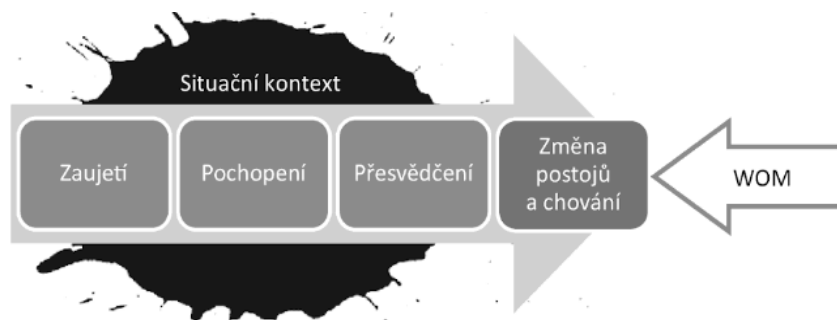 Situační kontext
Zaujetí
Pochopení
Přesvědčení
Změna
postojů
a chování
WOM